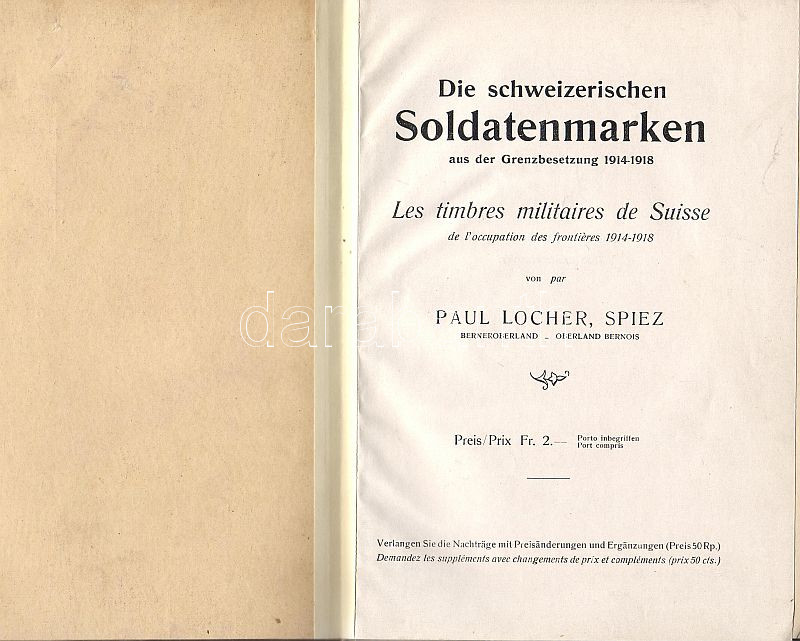 Die schweizerischen
Soldatenmarken
aus der Grenzbesetzung 1914-1918
Les timbres militaires de Suisse
de l'occupation des frontières 1914-1918
von par
PAUL LOCHER, SPIEZ
BERNEROBERLAND - OBERLAND BERNOIS
Preis/Prix Fr. 2.— Porto inbegriffen
Port compris
Verlangen Sie die Nachträge mit Preisänderungen und Ergänzungen (Preis 50 Rp.)
Demandez les suppléments avec changements de prix et compléments (prix 50 cts.)